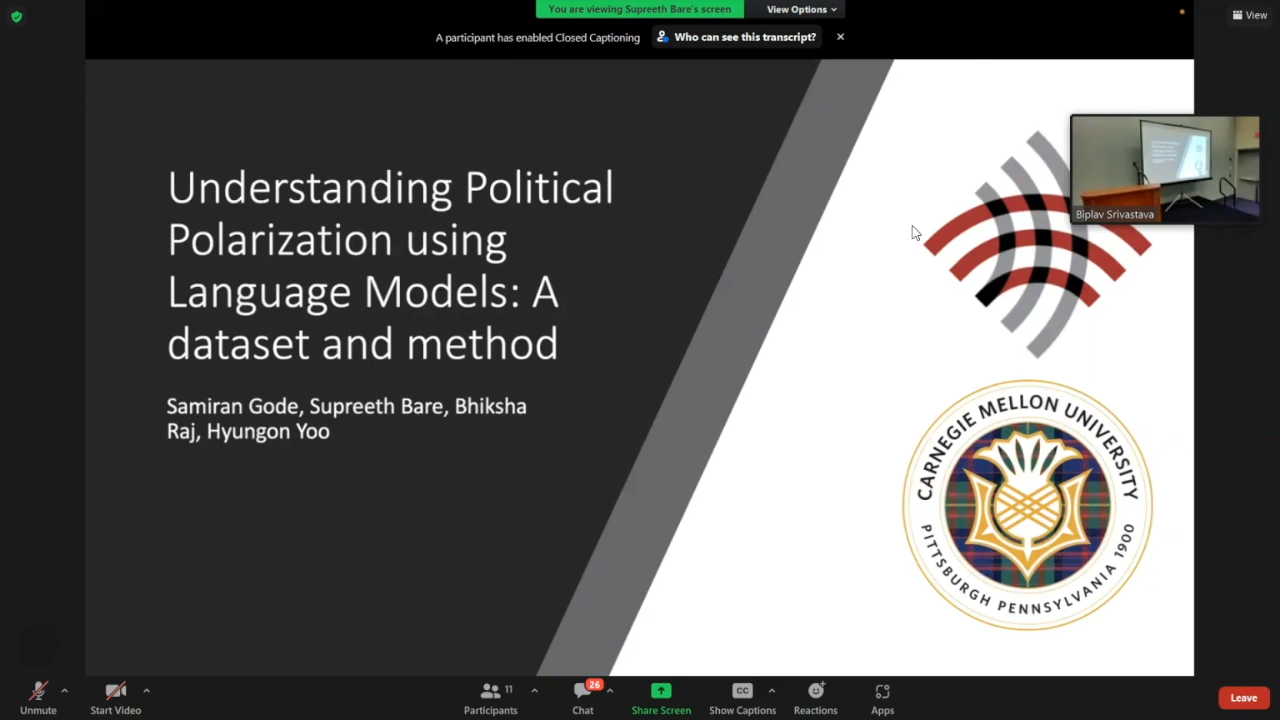 You are viewing Supreeth Bare's screen
View Options
View
A participant has enabled Closed Captioning
Who can see this transcript?
Understanding Political
Polarization using
Language Models: A
dataset and method
Samiran Gode, Supreeth Bare, Bhiksha
Raj, Hyungon Yoo
Biplav Srivastava
CARNEGIE MELLON UNIVERSITY
PITTSBURGH PENNSYLVANIA 1900
Unmute
Start Video
Participants
11
Chat
26
Share Screen
CC
Show Captions
Reactions
Apps
Leave